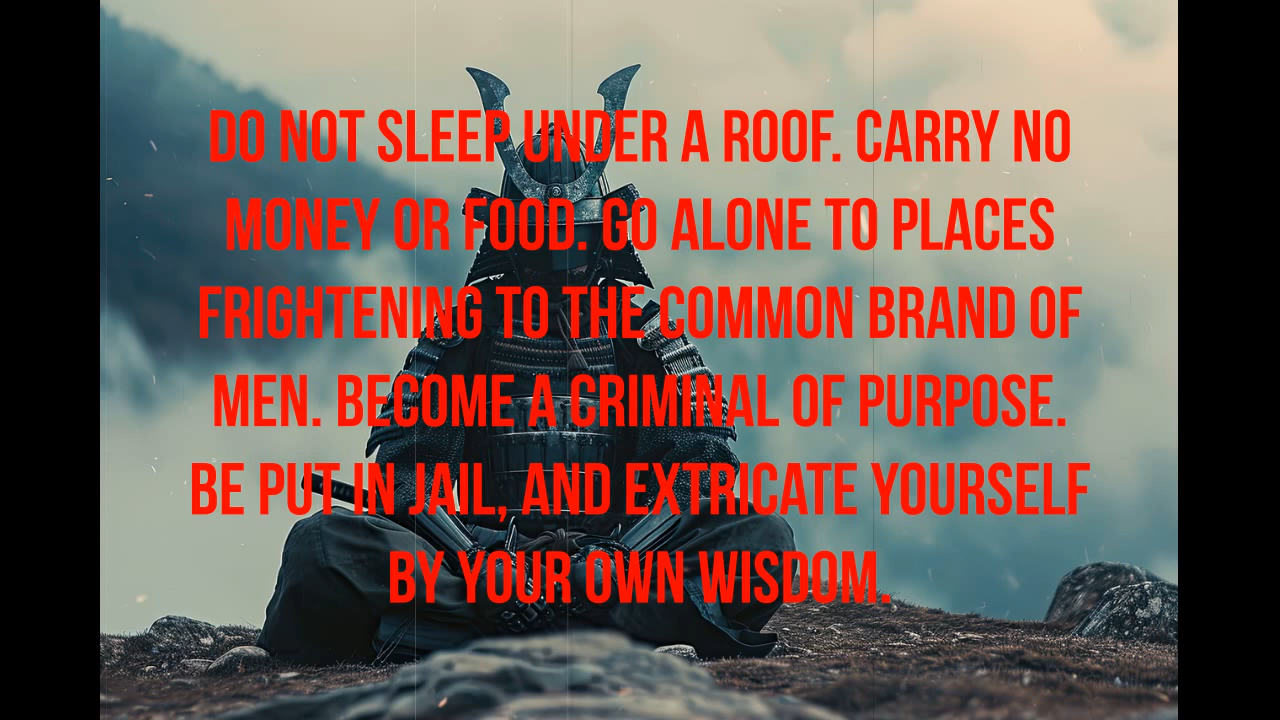 DO NOT SLEEP UNDER A ROOF. CARRY NO
MONEY OR FOOD. GO ALONE TO PLACES
FRIGHTENING TO THE COMMON BRAND OF
MEN. BECOME A CRIMINAL OF PURPOSE.
BE PUT IN JAIL, AND EXTRICATE YOURSELF
BY YOUR OWN WISDOM.